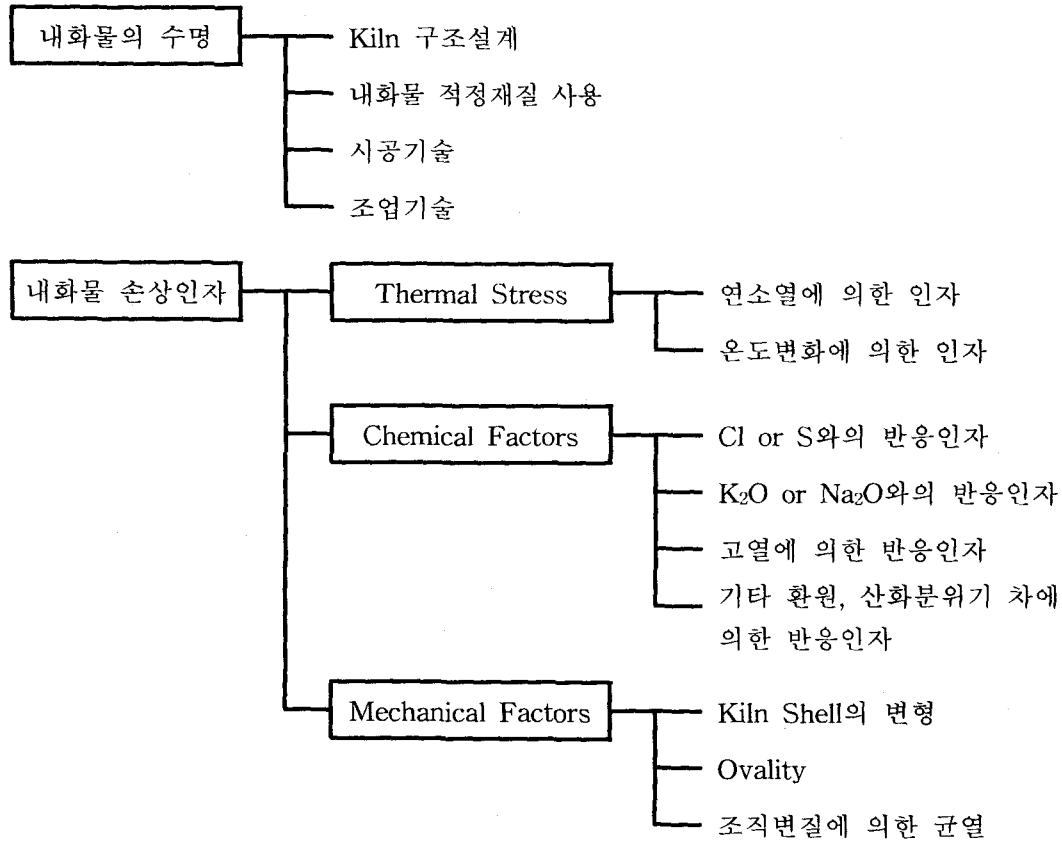 내화물의 수명
Kiln 구조설계
내화물 적정재질 사용
시공기술
조업기술
내화물 손상인자
Thermal Stress
연소열에 의한 인자
온도변화에 의한 인자
Chemical Factors
Cl or S와의 반응인자
K₂O or Na₂O와의 반응인자
고열에 의한 반응인자
기타 환원, 산화분위기 차에
의한 반응인자
Mechanical Factors
Kiln Shell의 변형
Ovality
조직변질에 의한 균열